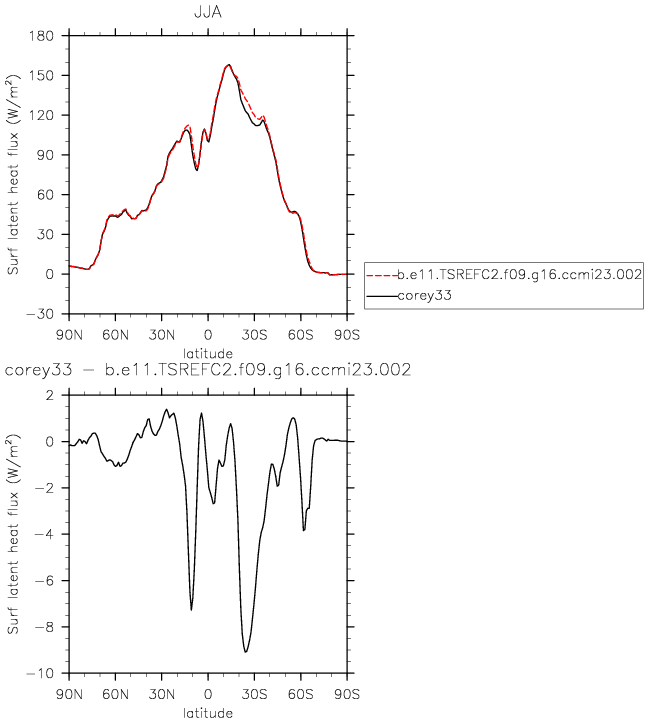 JJA
180
150
120
90
60
30
0
−30
Surf latent heat flux (W/m²)
90N 60N 30N 0 30S 60S 90S
latitude
b.e11.TSREFC2.f09.g16.ccmi23.002
corey33
corey33 − b.e11.TSREFC2.f09.g16.ccmi23.002
2
0
−2
−4
−6
−8
−10
Surf latent heat flux (W/m²)
90N 60N 30N 0 30S 60S 90S
latitude